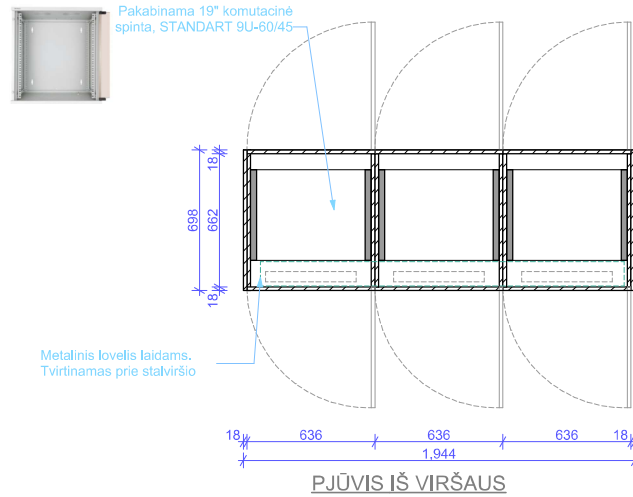 Pakabinama 19" komutacinė
spinta, STANDART 9U-60/45
18
698
662
18
Metalinis lovelis laidams.
Tvirtinamas prie stalviršio
18 636 636 636 18
1,944
PJŪVIS IŠ VIRŠAUS